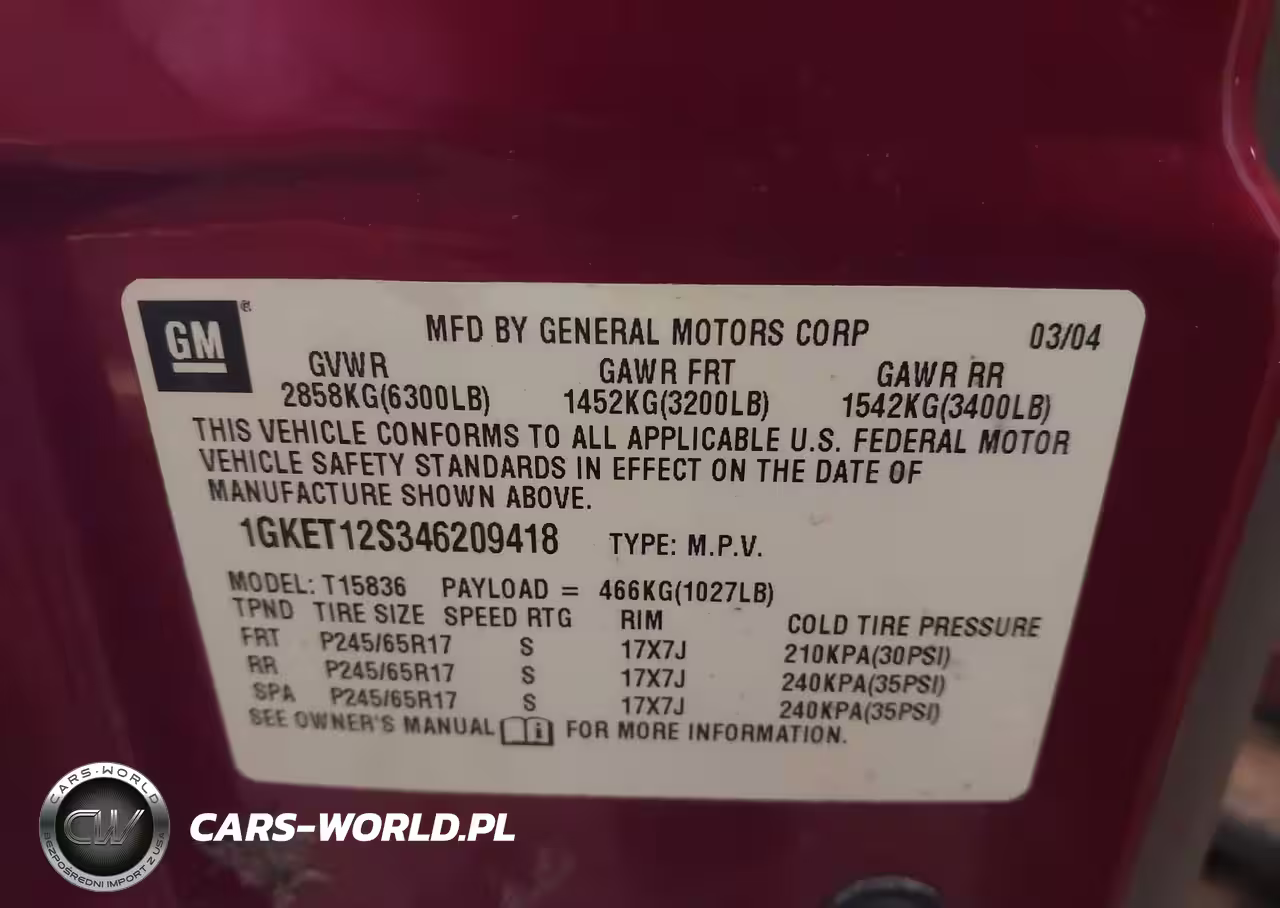 GM
MFD BY GENERAL MOTORS CORP 03/04
GVWR GAWR FRT GAWR RR
2858KG(6300LB) 1452KG(3200LB) 1542KG(3400LB)
THIS VEHICLE CONFORMS TO ALL APPLICABLE U.S. FEDERAL MOTOR
VEHICLE SAFETY STANDARDS IN EFFECT ON THE DATE OF
MANUFACTURE SHOWN ABOVE.
1GKET12S346209418 TYPE: M.P.V.
MODEL: T15836 PAYLOAD = 466KG(1027LB)
TPND TIRE SIZE SPEED RTG RIM COLD TIRE PRESSURE
FRT P245/65R17 S 17X7J 210KPA(30PSI)
RR P245/65R17 S 17X7J 240KPA(35PSI)
SPA P245/65R17 S 17X7J 240KPA(35PSI)
SEE OWNER'S MANUAL FOR MORE INFORMATION.
CARS-WORLD
CW
BEZPOŚREDNI IMPORT Z USA
CARS-WORLD.PL